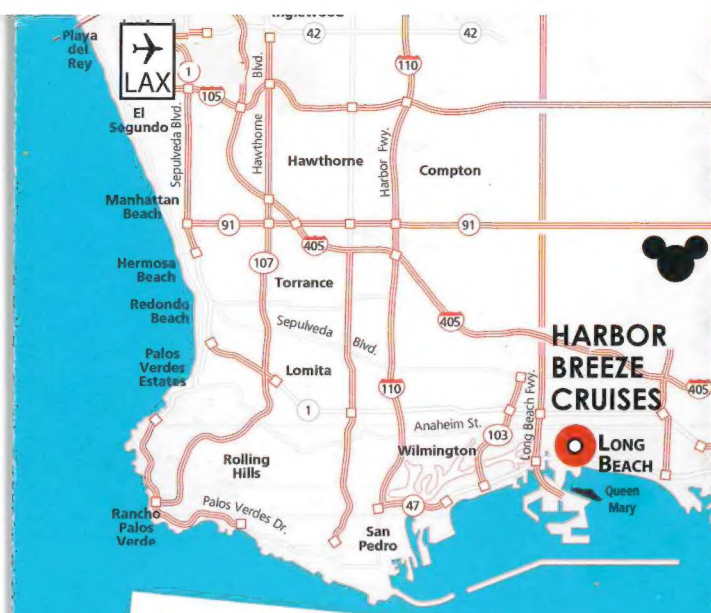 Inglewood
Playa
del
Rey
LAX
1
42
42
110
105
El
Segundo
Sepulveda Blvd.
Hawthorne
Blvd.
Hawthorne
Harbor Fwy.
Compton
Manhattan
Beach
91
91
405
Hermosa
Beach
107
Torrance
Redondo
Beach
Sepulveda
Blvd.
405
HARBOR
BREEZE
CRUISES
Palos
Verdes
Estates
Lomita
110
405
1
Anaheim St.
103
Long Beach Fwy.
Wilmington
LONG
BEACH
Rolling
Hills
Queen
Mary
Rancho
Palos
Verde
Palos Verdes Dr.
47
San
Pedro